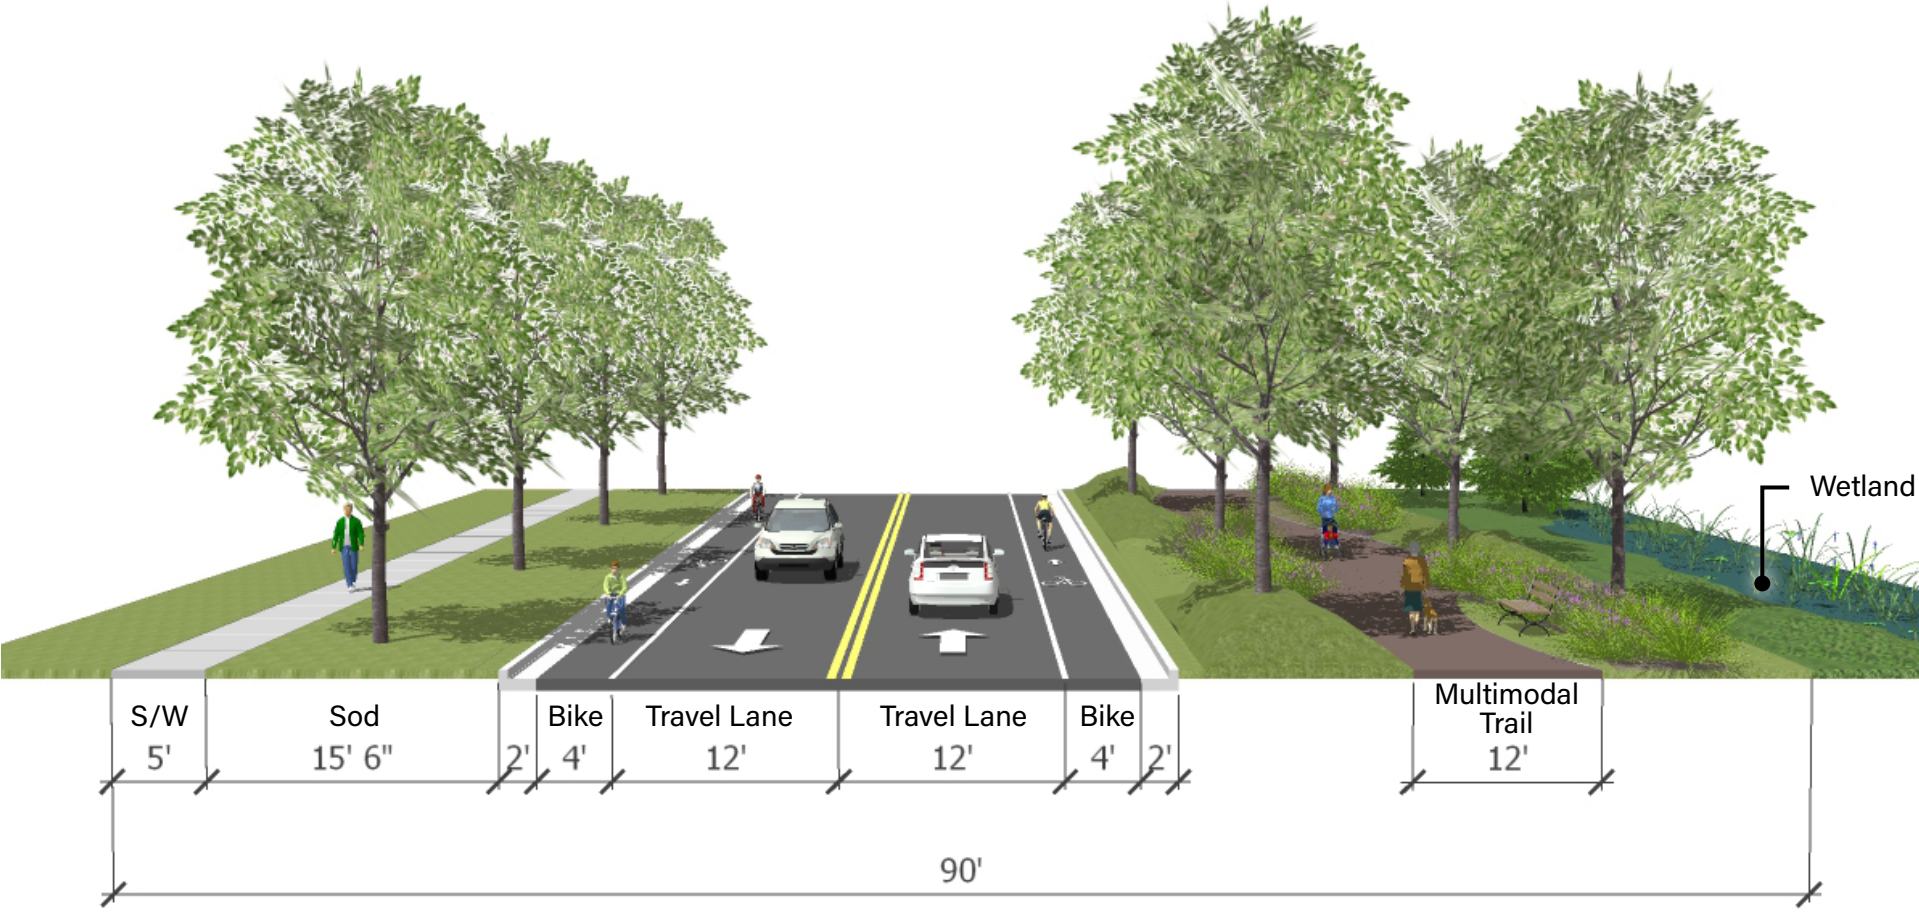 Wetland
S/W
Sod
Bike
Travel Lane
Travel Lane
Bike
Multimodal
Trail
5'
15' 6"
2'
4'
12'
12'
4'
2'
12'
90'